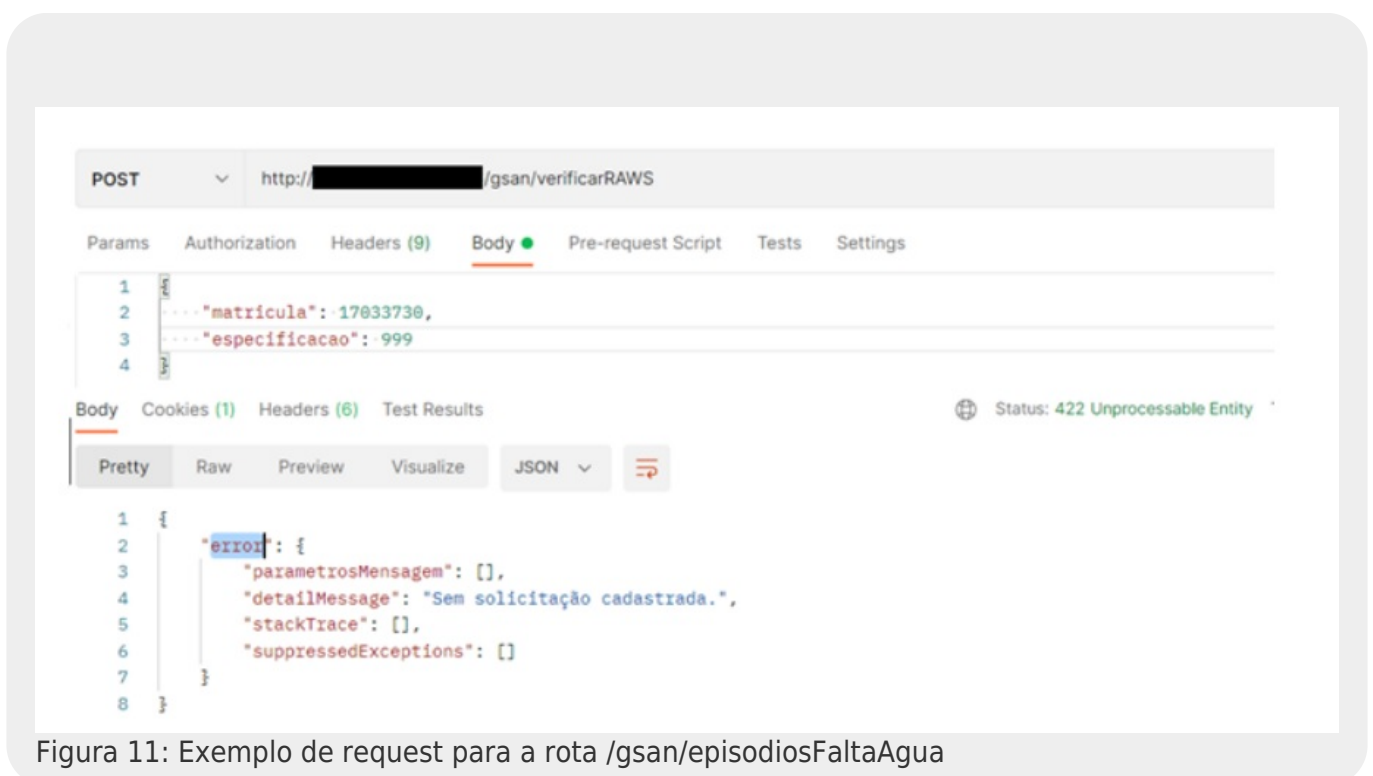 POST http:// /gsan/verificarRAWS
Params Authorization Headers (9) Body Pre-request Script Tests Settings
1 {
2 "matricula": 17033730,
3 "especificacao": 999
4 }
Body Cookies (1) Headers (6) Test Results Status: 422 Unprocessable Entity
Pretty Raw Preview Visualize JSON
1 {
2 "error": {
3 "parametrosMensagem": [],
4 "detailMessage": "Sem solicitação cadastrada.",
5 "stackTrace": [],
6 "suppressedExceptions": []
7 }
8 }
Figura 11: Exemplo de request para a rota /gsan/episodiosFaltaAgua